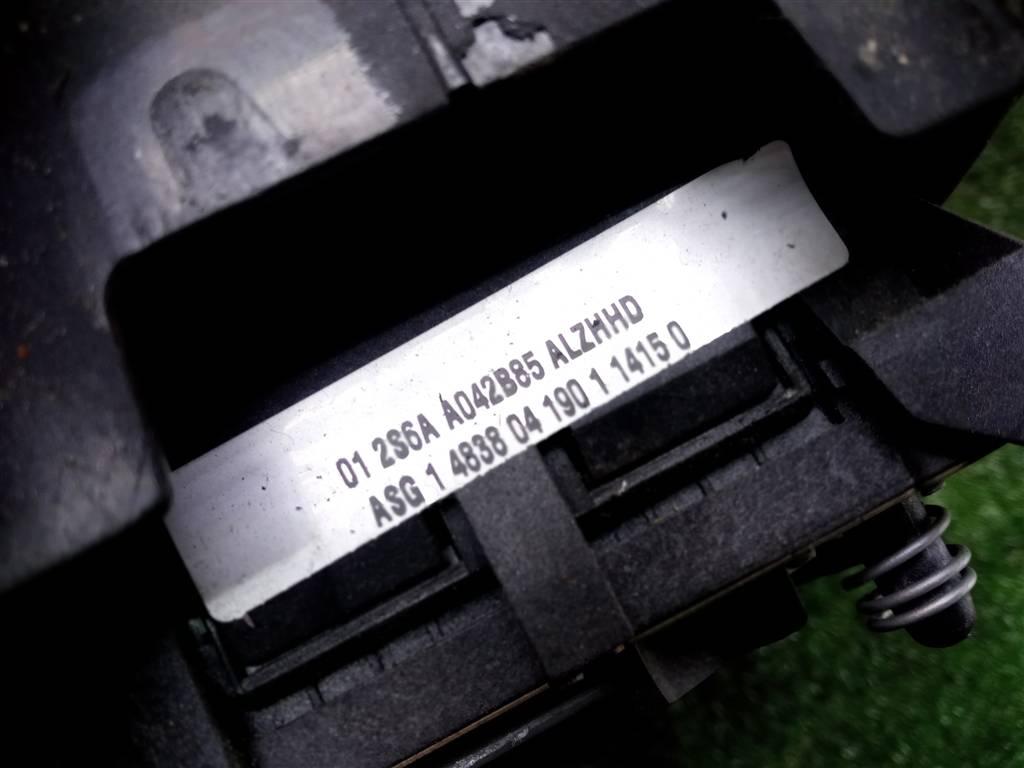 01 2S6A A042B85 ALZHHD
ASG 1 4838 04 190 1 1415 0